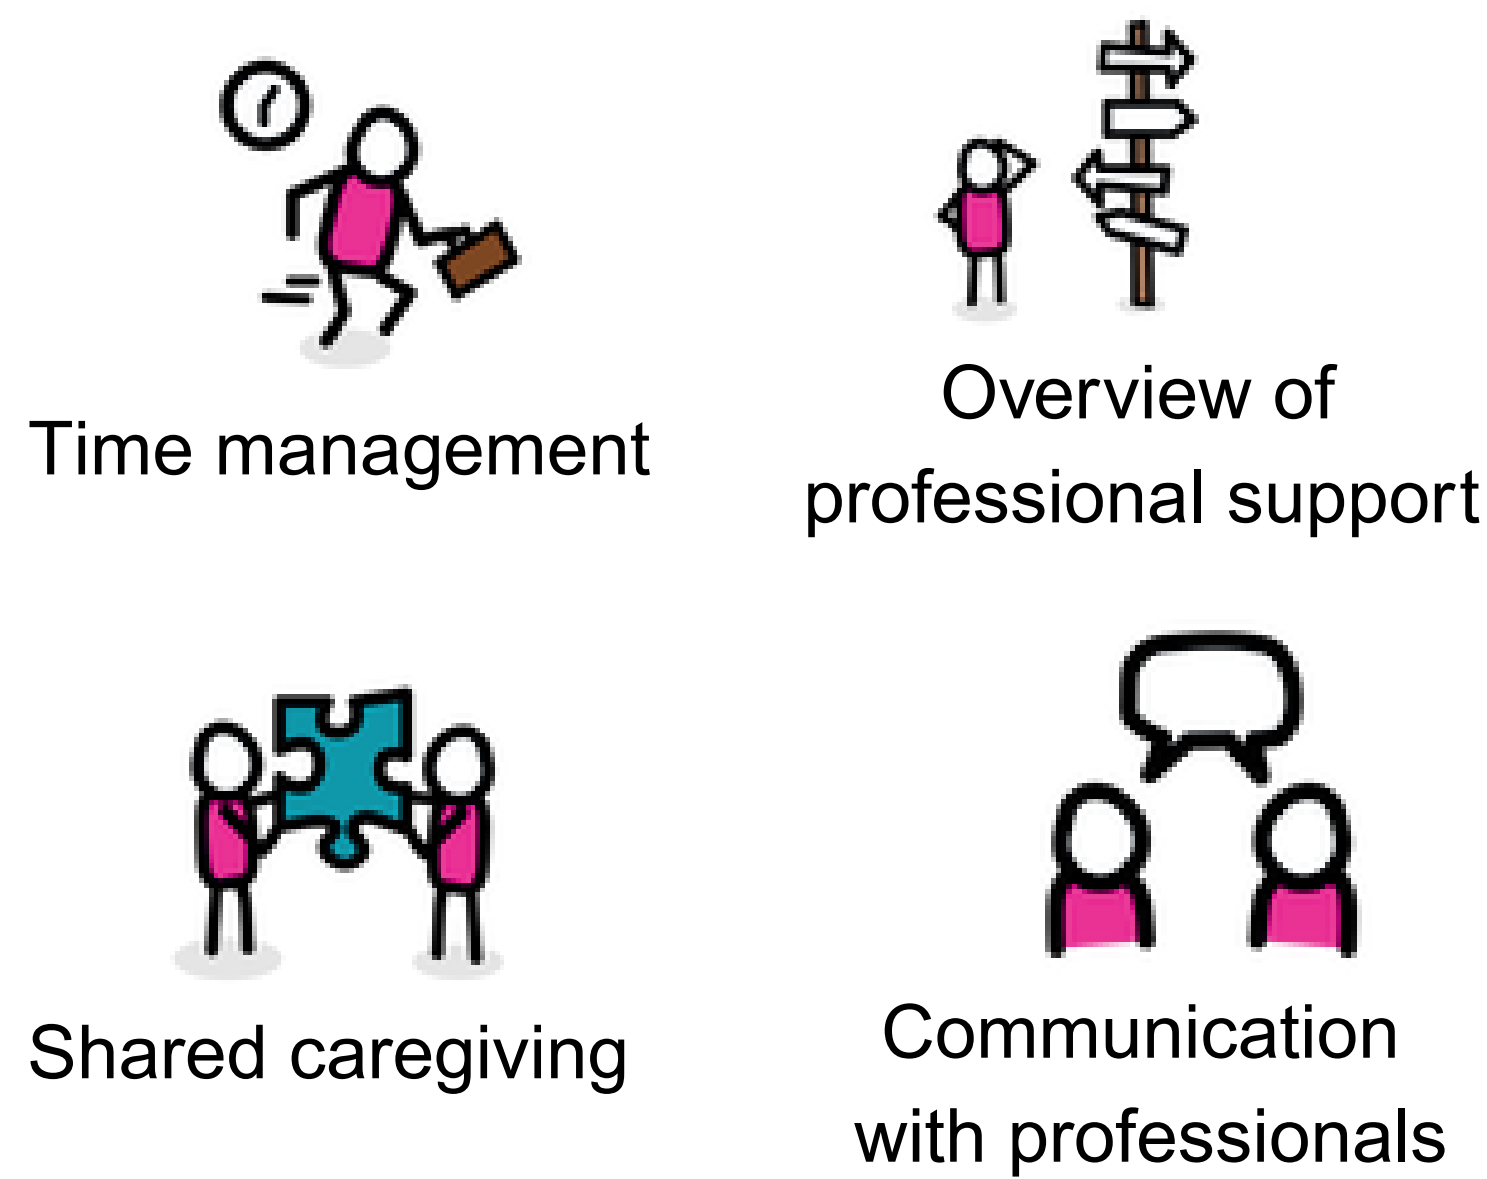 Time management
Overview of
professional support
Shared caregiving
Communication
with professionals